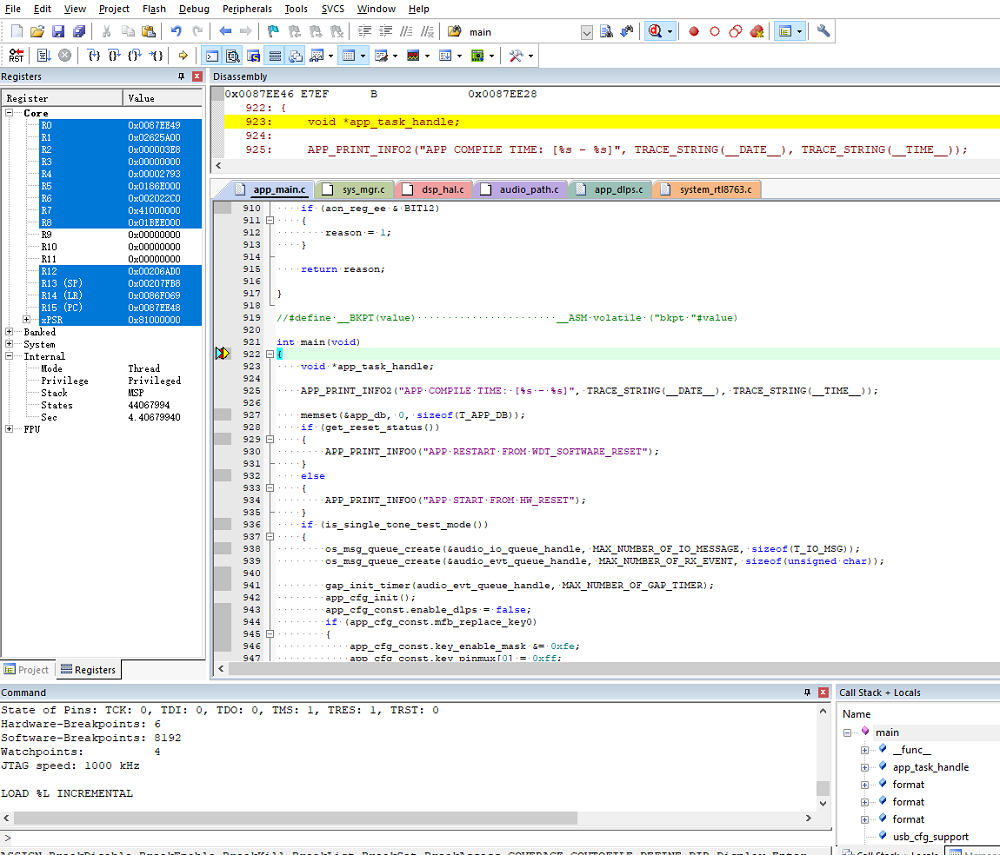 File Edit View Project Flash Debug Peripherals Tools SVCS Window Help
main
RST
Registers
Register Value
Core
R0 0x0087EE49
R1 0x02625A00
R2 0x000003E8
R3 0x00000000
R4 0x00002793
R5 0x0186E000
R6 0x002022C0
R7 0x41000000
R8 0x01BEE000
R9 0x00000000
R10 0x00000000
R11 0x00000000
R12 0x00206AD0
R13 (SP) 0x00207FB8
R14 (LR) 0x0086F069
R15 (PC) 0x0087EE48
xPSR 0x81000000
Banked
System
Internal
Mode Thread
Privilege Privileged
Stack MSP
States 44067994
Sec 4.40679940
FPU
Project Registers
Disassembly
0x0087EE46 E7EF B 0x0087EE28
922: {
923: void *app_task_handle;
924:
925: APP_PRINT_INFO2("APP COMPILE TIME: [%s - %s]", TRACE_STRING(__DATE__), TRACE_STRING(__TIME__));
app_main.c sys_mgr.c dsp_hal.c audio_path.c app_dlps.c system_rtl8763.c
910 if (aon_reg_ee & BIT12)
911 {
912 reason = 1;
913 }
914
915 return reason;
916
917 }
918
919 //#define __BKPT(value) __ASM volatile ("bkpt "#value)
920
921 int main(void)
922 {
923 void *app_task_handle;
924
925 APP_PRINT_INFO2("APP COMPILE TIME: [%s - %s]", TRACE_STRING(__DATE__), TRACE_STRING(__TIME__));
926
927 memset(&app_db, 0, sizeof(T_APP_DB));
928 if (get_reset_status())
929 {
930 APP_PRINT_INFO0("APP RESTART FROM WDT_SOFTWARE_RESET");
931 }
932 else
933 {
934 APP_PRINT_INFO0("APP START FROM HW_RESET");
935 }
936 if (is_single_tone_test_mode())
937 {
938 os_msg_queue_create(&audio_io_queue_handle, MAX_NUMBER_OF_IO_MESSAGE, sizeof(T_IO_MSG));
939 os_msg_queue_create(&audio_evt_queue_handle, MAX_NUMBER_OF_RX_EVENT, sizeof(unsigned char));
940
941 gap_init_timer(audio_evt_queue_handle, MAX_NUMBER_OF_GAP_TIMER);
942 app_cfg_init();
943 app_cfg_const.enable_dlps = false;
944 if (app_cfg_const.mfb_replace_key0)
945 {
946 app_cfg_const.key_enable_mask &= 0xfe;
947 app_cfg_const.key_pinmux[0] = 0xff;
Command
State of Pins: TCK: 0, TDI: 0, TDO: 0, TMS: 1, TRES: 1, TRST: 0
Hardware-Breakpoints: 6
Software-Breakpoints: 8192
Watchpoints: 4
JTAG speed: 1000 kHz
LOAD %L INCREMENTAL
>
Call Stack + Locals
Name
main
__func__
app_task_handle
format
format
format
usb_cfg_support